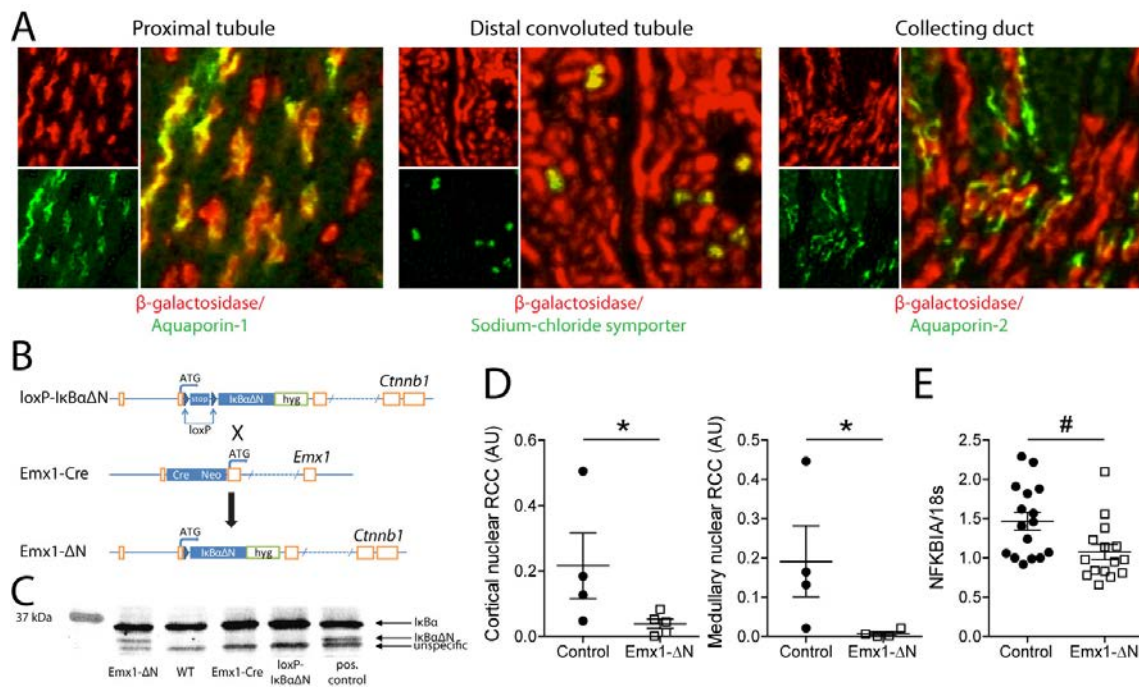 A
Proximal tubule
Distal convoluted tubule
Collecting duct
β-galactosidase/
Aquaporin-1
β-galactosidase/
Sodium-chloride symporter
β-galactosidase/
Aquaporin-2
B
loxP-IκBαΔN
ATG
stop
IκBαΔN
hyg
Ctnnb1
loxP
X
Emx1-Cre
Cre Neo
ATG
Emx1
Emx1-ΔN
ATG
IκBαΔN
hyg
Ctnnb1
C
37 kDa
IκBα
IκBαΔN
unspecific
Emx1-ΔN
WT
Emx1-Cre
loxP-
IκBαΔN
pos.
control
D
Cortical nuclear RCC (AU)
0.6
0.4
0.2
0.0
*
Control
Emx1-ΔN
Medullary nuclear RCC (AU)
0.5
0.4
0.3
0.2
0.1
0.0
*
Control
Emx1-ΔN
E
NFKBIA/18s
2.5
2.0
1.5
1.0
0.5
0.0
#
Control
Emx1-ΔN